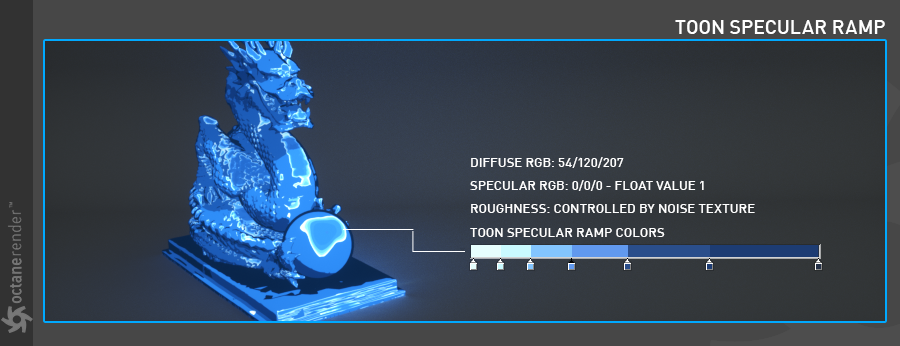 TOON SPECULAR RAMP
DIFFUSE RGB: 54/120/207
SPECULAR RGB: 0/0/0 - FLOAT VALUE 1
ROUGHNESS: CONTROLLED BY NOISE TEXTURE
TOON SPECULAR RAMP COLORS
octanerender™